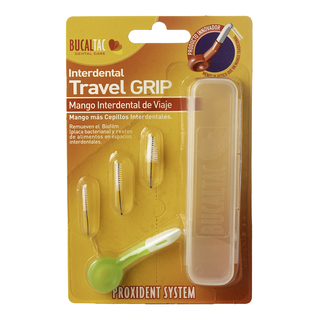 BUCALTAC
DENTAL CARE
PRODUCTO INNOVADOR
Interdental
Travel GRIP
Mango Interdental de Viaje
Mango más Cepillos Interdentales.
Remueven el Biofilm
(placa bacteriana) y restos
de alimentos en espacios
interdentales.
BUCALTAC
PROXIDENT SYSTEM